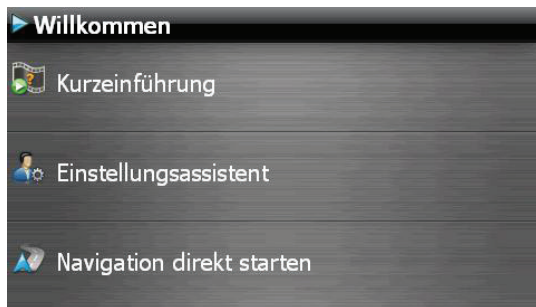 Willkommen
Kurzeinführung
Einstellungsassistent
Navigation direkt starten